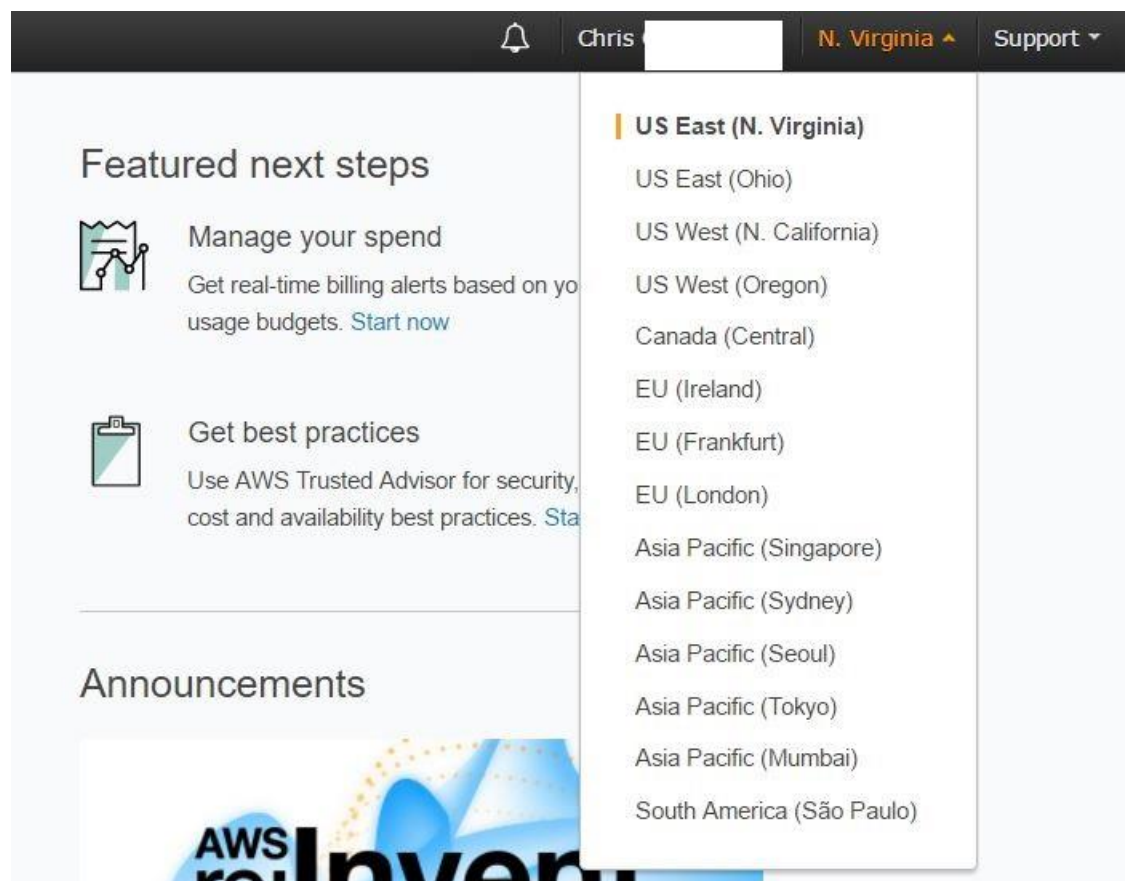 Chris N. Virginia Support
Featured next steps
Manage your spend
Get real-time billing alerts based on yo
usage budgets. Start now
Get best practices
Use AWS Trusted Advisor for security,
cost and availability best practices. Sta
Announcements
AWS
re:Invent
US East (N. Virginia)
US East (Ohio)
US West (N. California)
US West (Oregon)
Canada (Central)
EU (Ireland)
EU (Frankfurt)
EU (London)
Asia Pacific (Singapore)
Asia Pacific (Sydney)
Asia Pacific (Seoul)
Asia Pacific (Tokyo)
Asia Pacific (Mumbai)
South America (São Paulo)